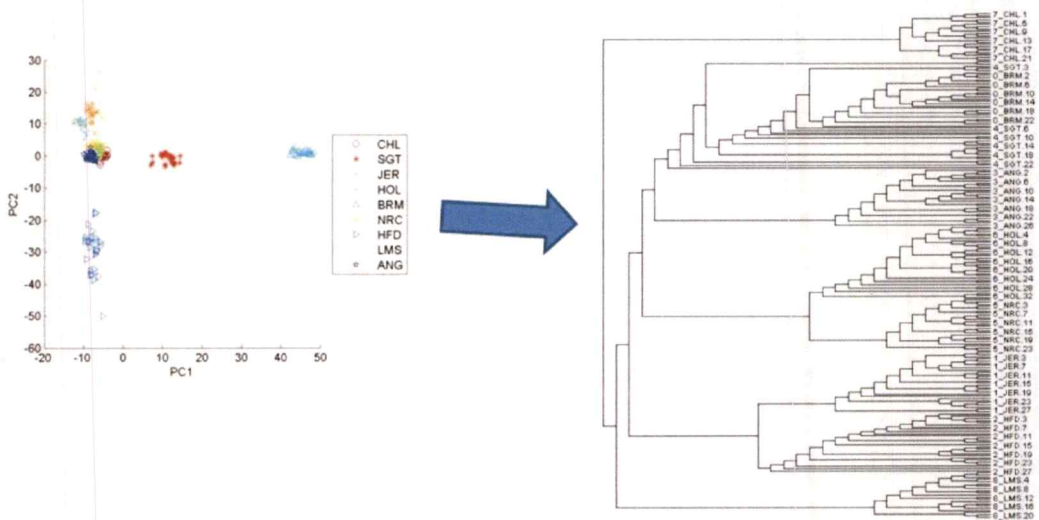 30
20
10
0
-10
-20
-30
-40
-50
-60
PC2
-20 -10 0 10 20 30 40 50
PC1
CHL
SGT
JER
HOL
BRM
NRC
HFD
LMS
ANG
7_CHL.1
7_CHL.5
7_CHL.9
7_CHL.13
7_CHL.17
7_CHL.21
4_SGT.3
0_BRM.2
0_BRM.6
0_BRM.10
0_BRM.14
0_BRM.18
0_BRM.22
4_SGT.6
4_SGT.10
4_SGT.14
4_SGT.18
4_SGT.22
3_ANG.2
3_ANG.6
3_ANG.10
3_ANG.14
3_ANG.18
3_ANG.22
3_ANG.26
6_HOL.4
6_HOL.8
6_HOL.12
6_HOL.16
6_HOL.20
6_HOL.24
6_HOL.28
6_HOL.32
5_NRC.3
5_NRC.7
5_NRC.11
5_NRC.15
5_NRC.19
5_NRC.23
1_JER.3
1_JER.7
1_JER.11
1_JER.15
1_JER.19
1_JER.23
1_JER.27
2_HFD.3
2_HFD.7
2_HFD.11
2_HFD.15
2_HFD.19
2_HFD.23
2_HFD.27
8_LMS.4
8_LMS.8
8_LMS.12
8_LMS.16
8_LMS.20